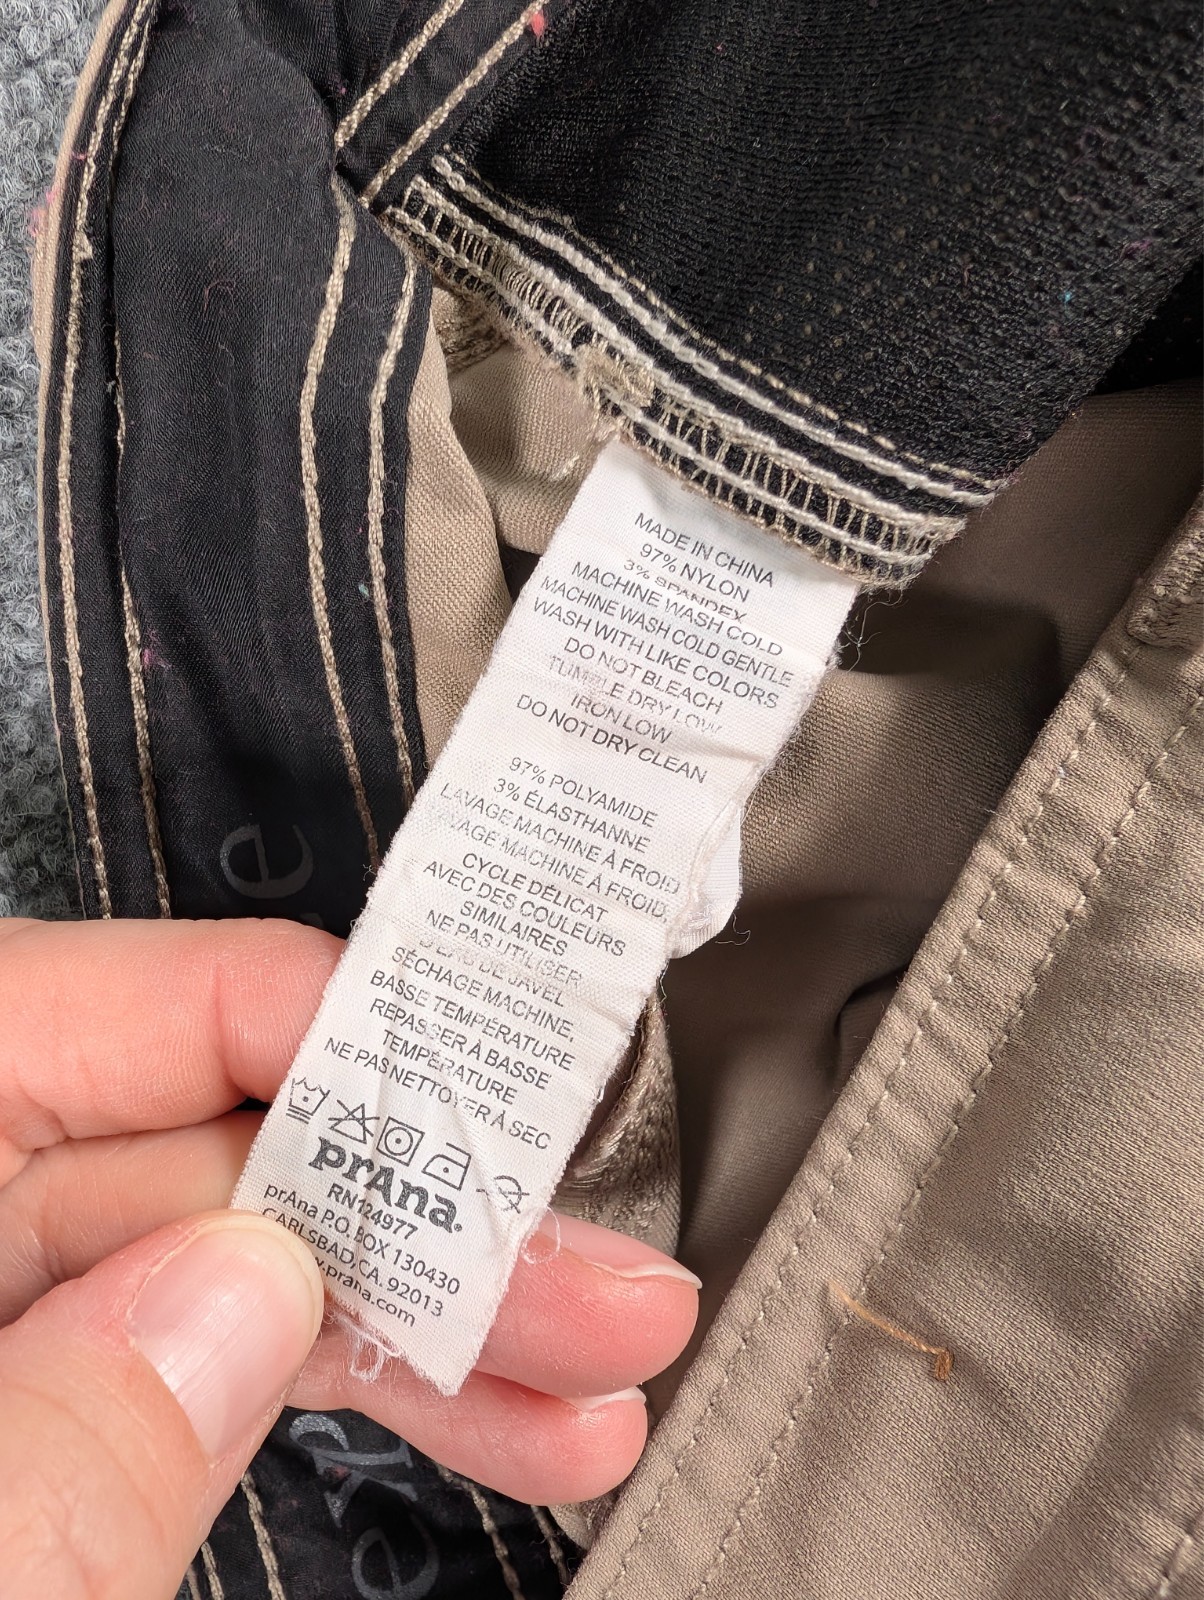 MADE IN CHINA
97% NYLON
3% SPANDEX
MACHINE WASH COLD
MACHINE WASH COLD GENTLE
WASH WITH LIKE COLORS
DO NOT BLEACH
TUMBLE DRY LOW
IRON LOW
DO NOT DRY CLEAN
97% POLYAMIDE
3% ÉLASTHANNE
LAVAGE MACHINE À FROID
LAVAGE MACHINE À FROID,
CYCLE DÉLICAT
AVEC DES COULEURS
SIMILAIRES
NE PAS UTILISER
D'EAU DE JAVEL
SÉCHAGE MACHINE,
BASSE TEMPÉRATURE
REPASSER À BASSE
TEMPÉRATURE
NE PAS NETTOYER À SEC
prAna
RN124977
prAna P.O. BOX 130430
CARLSBAD, CA. 92013
www.prana.com